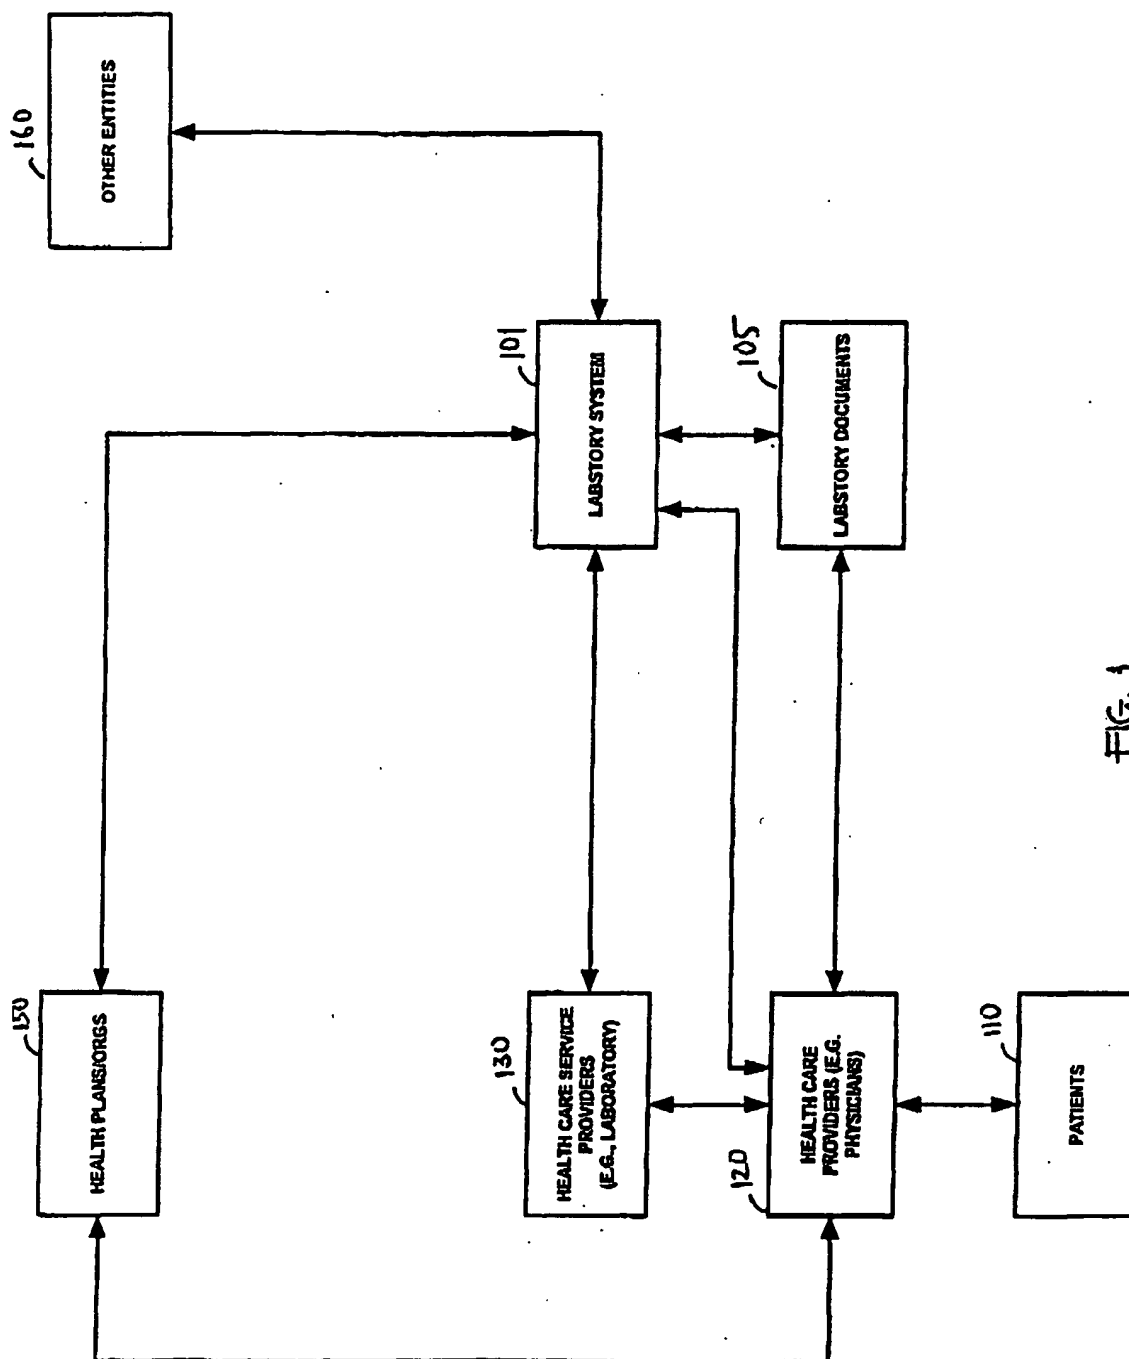 150
HEALTH PLANS/ORGS
160
OTHER ENTITIES
130
HEALTH CARE SERVICE
PROVIDERS
(E.G., LABORATORY)
101
LABSTORY SYSTEM
120
HEALTH CARE
PROVIDERS (E.G.
PHYSICIANS)
105
LABSTORY DOCUMENTS
110
PATIENTS
FIG. 1